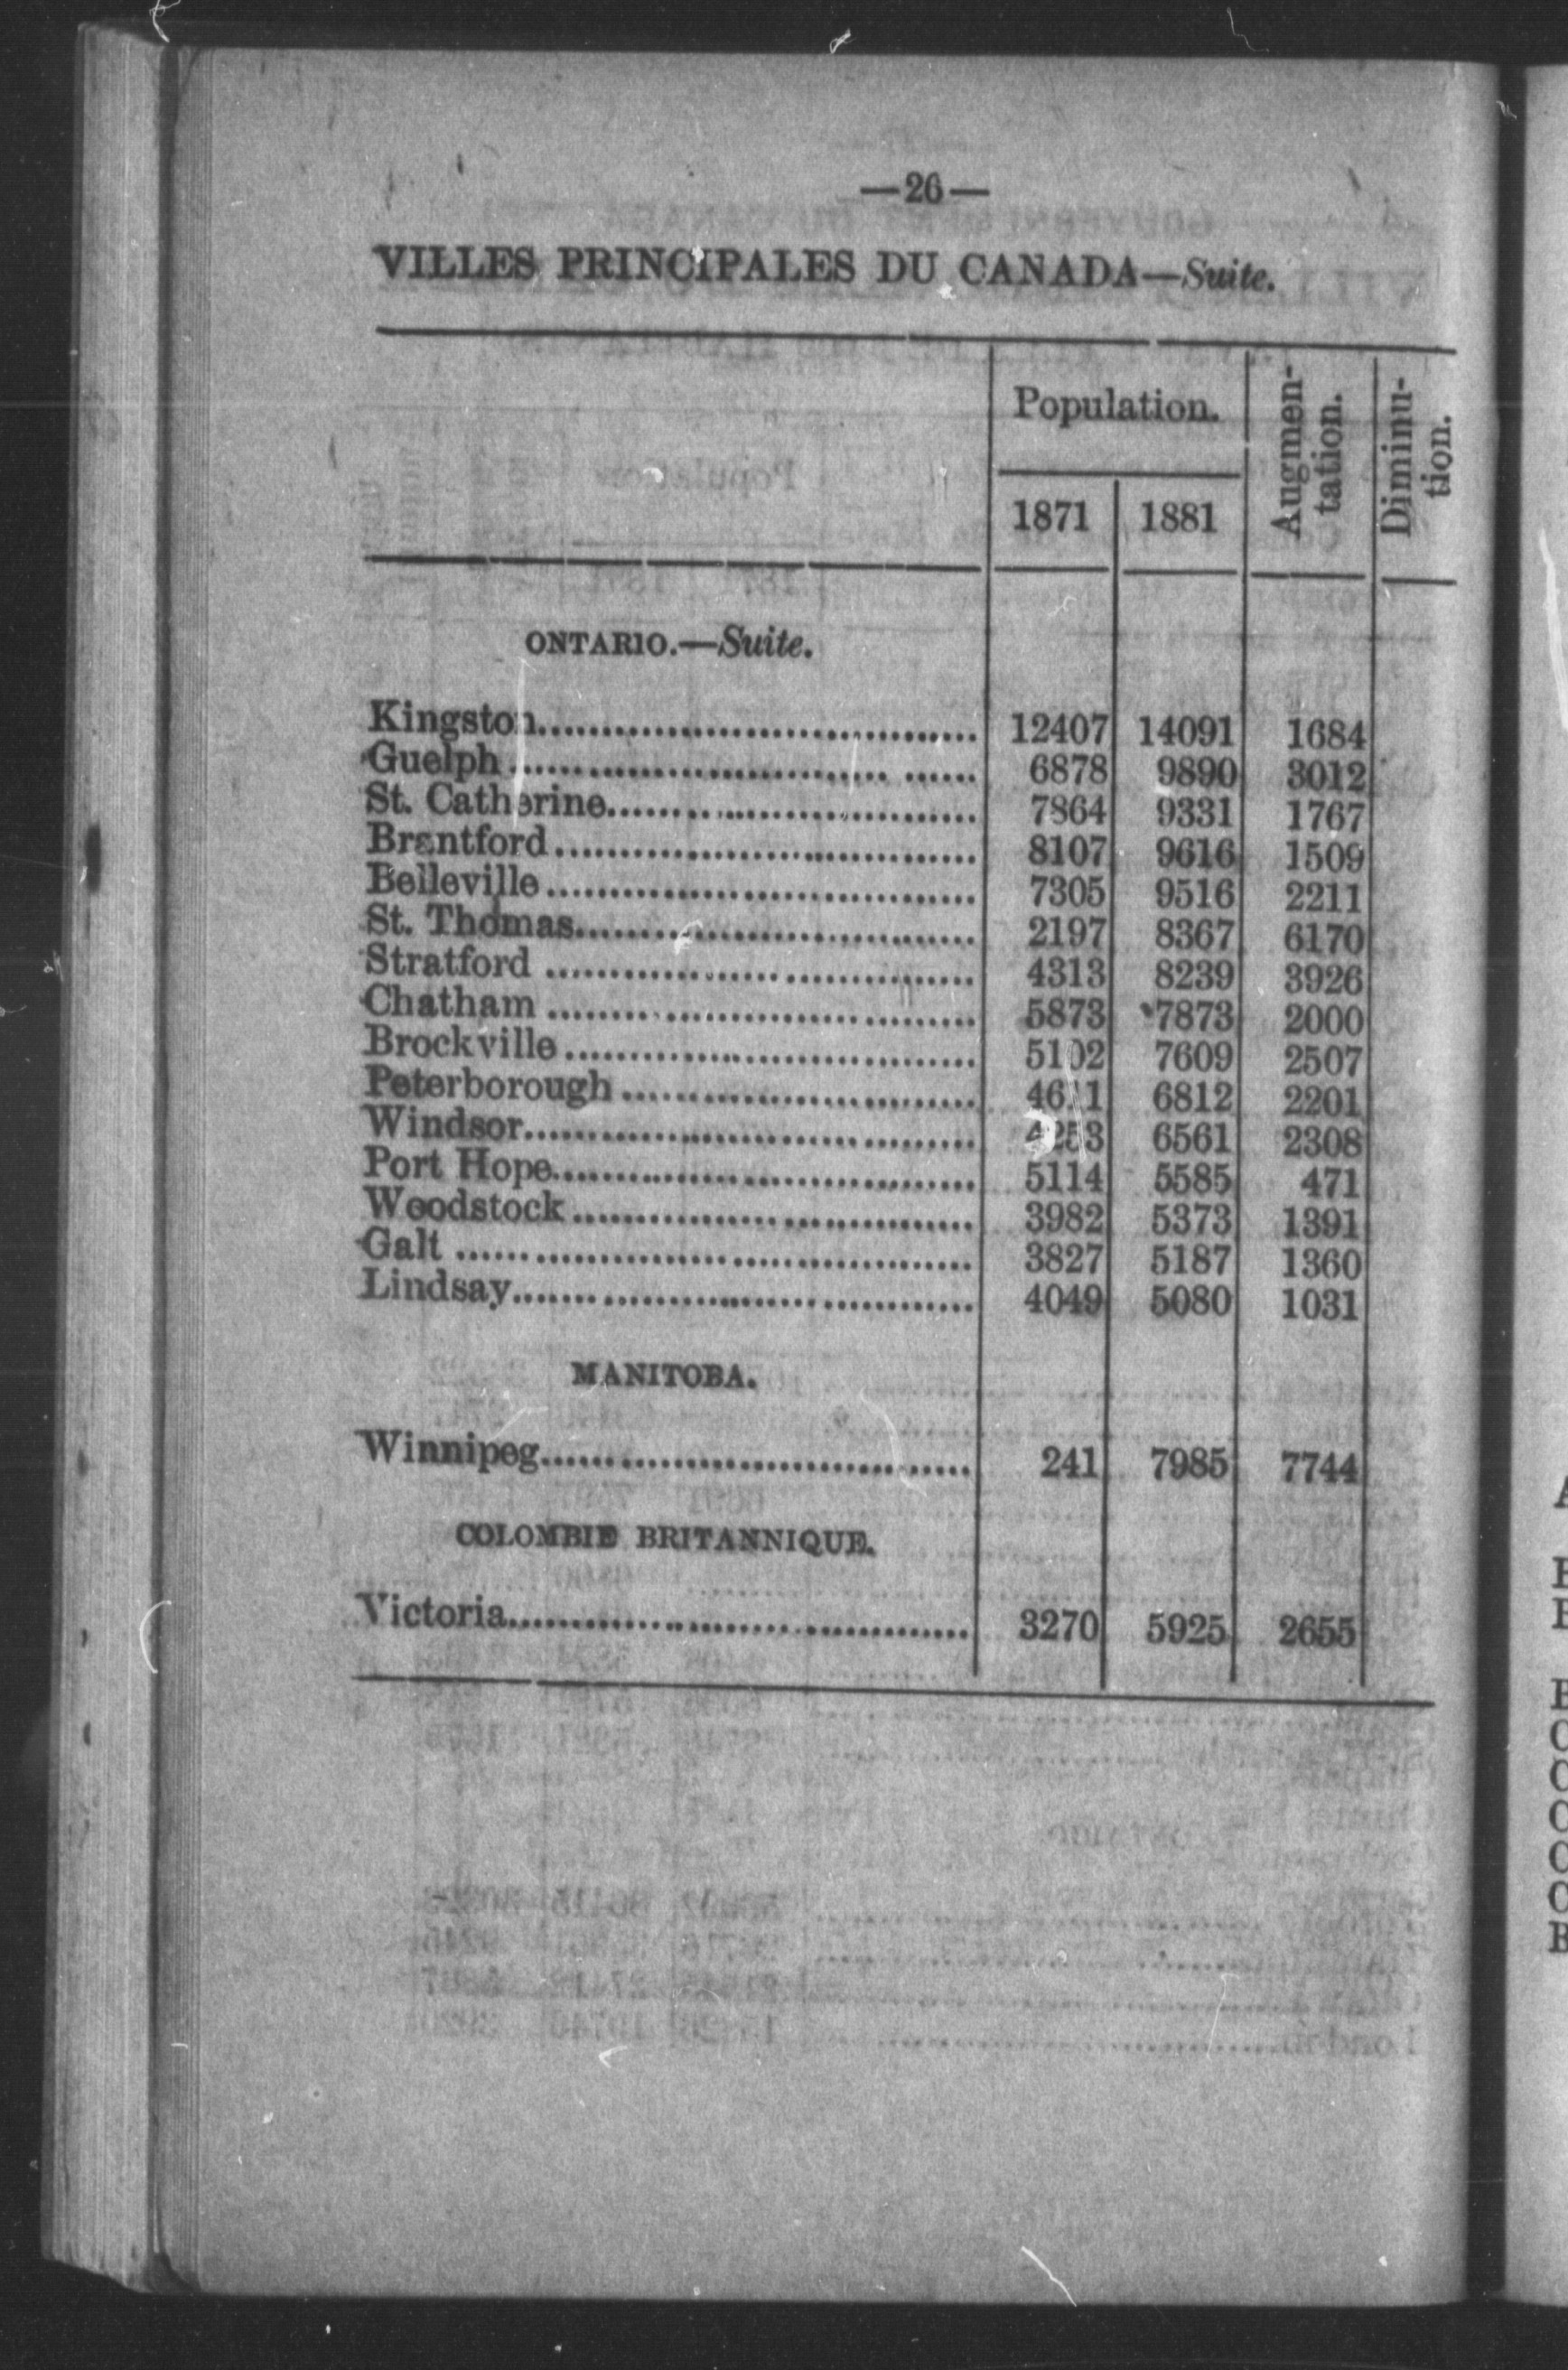 —26—
VILLES PRINCIPALES DU CANADA—Suite.
Population. Augmentation. Diminution.
1871 1881
ONTARIO.—Suite.
Kingston 12407 14091 1684
Guelph 6878 9890 3012
St. Catherine 7864 9331 1767
Brantford 8107 9616 1509
Belleville 7305 9516 2211
St. Thomas 2197 8367 6170
Stratford 4313 8239 3926
Chatham 5873 7873 2000
Brockville 5102 7609 2507
Peterborough 4611 6812 2201
Windsor 4253 6561 2308
Port Hope 5114 5585 471
Woodstock 3982 5373 1391
Galt 3827 5187 1360
Lindsay 4049 5080 1031
MANITOBA.
Winnipeg 241 7985 7744
COLOMBIE BRITANNIQUE.
Victoria 3270 5925 2655